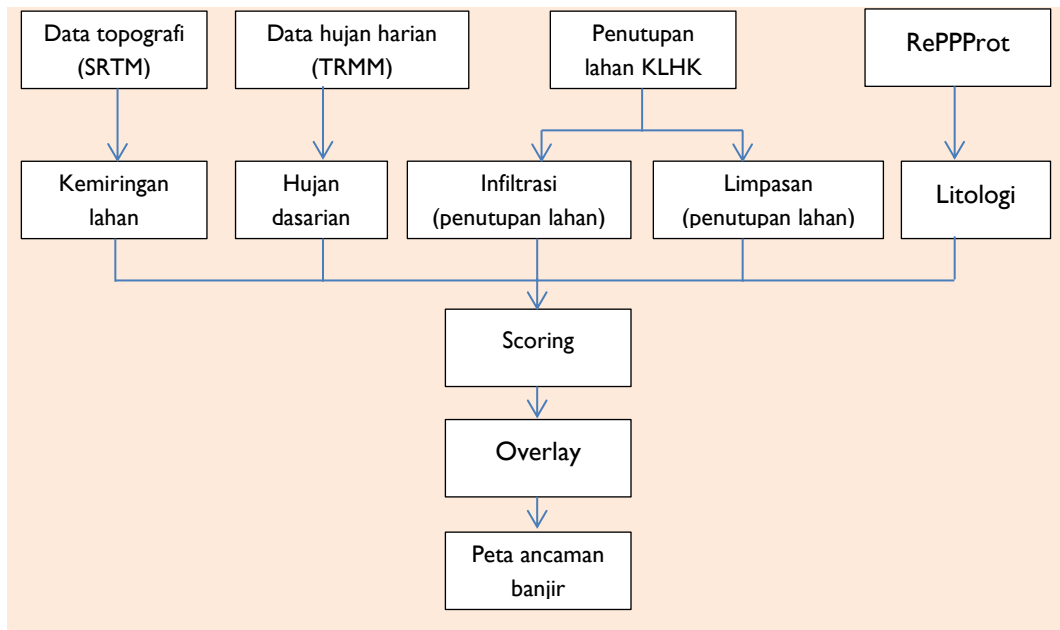 Data topografi
(SRTM)
Data hujan harian
(TRMM)
Penutupan
lahan KLHK
RePPProt
Kemiringan
lahan
Hujan
dasarian
Infiltrasi
(penutupan lahan)
Limpasan
(penutupan lahan)
Litologi
Scoring
Overlay
Peta ancaman
banjir